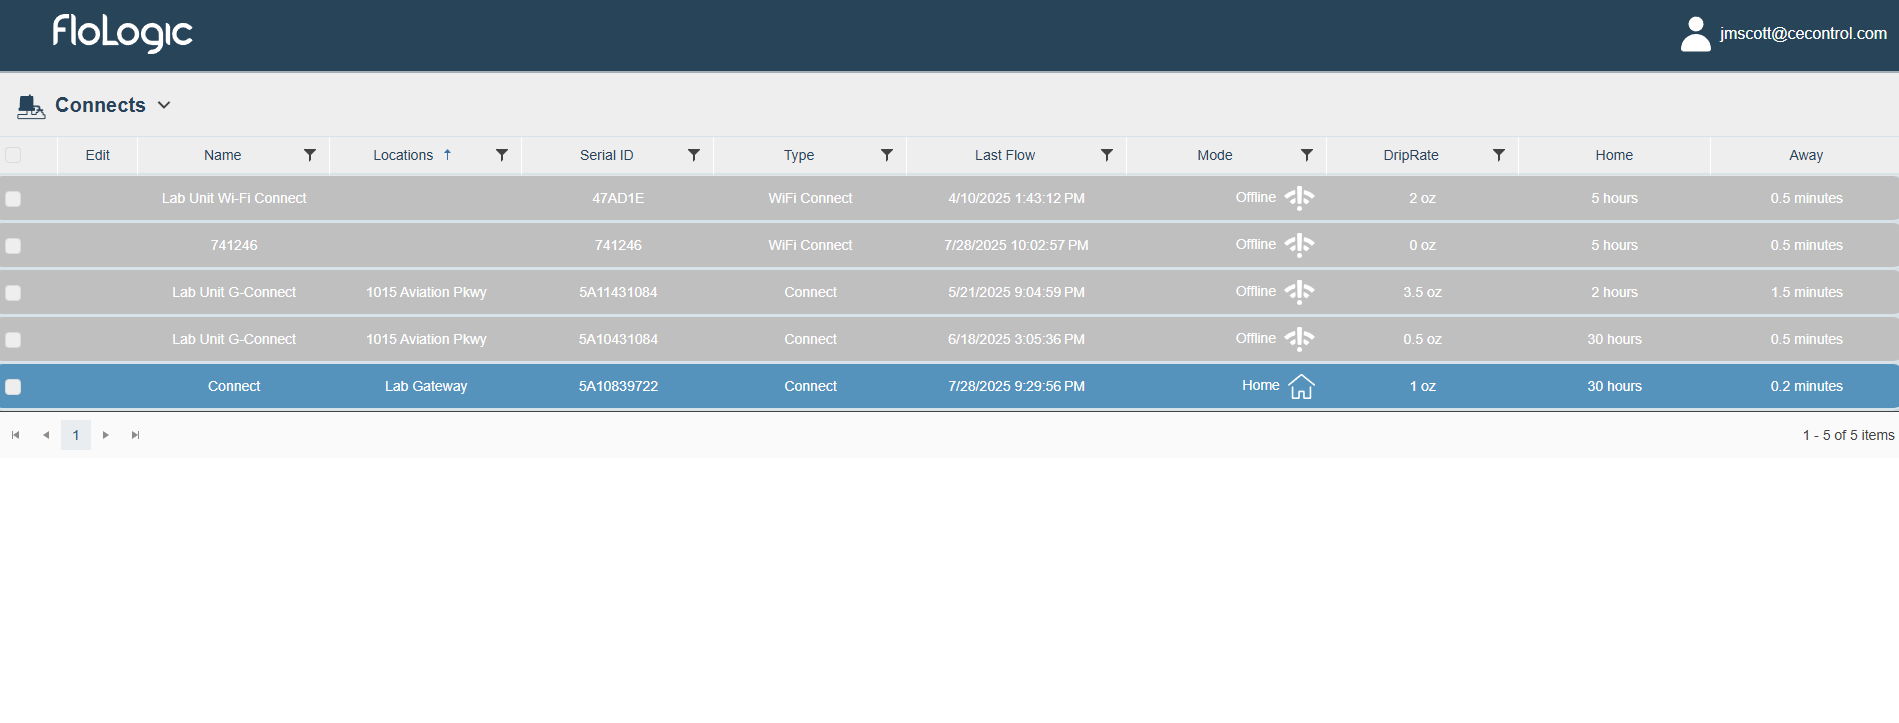 FloLogic
jmscott@cecontrol.com
Connects
Edit Name Locations Serial ID Type Last Flow Mode DripRate Home Away
Lab Unit Wi-Fi Connect 47AD1E WiFi Connect 4/10/2025 1:43:12 PM Offline 2 oz 5 hours 0.5 minutes
741246 741246 WiFi Connect 7/28/2025 10:02:57 PM Offline 0 oz 5 hours 0.5 minutes
Lab Unit G-Connect 1015 Aviation Pkwy 5A11431084 Connect 5/21/2025 9:04:59 PM Offline 3.5 oz 2 hours 1.5 minutes
Lab Unit G-Connect 1015 Aviation Pkwy 5A10431084 Connect 6/18/2025 3:05:36 PM Offline 0.5 oz 30 hours 0.5 minutes
Connect Lab Gateway 5A10839722 Connect 7/28/2025 9:29:56 PM Home 1 oz 30 hours 0.2 minutes
1 1 - 5 of 5 items